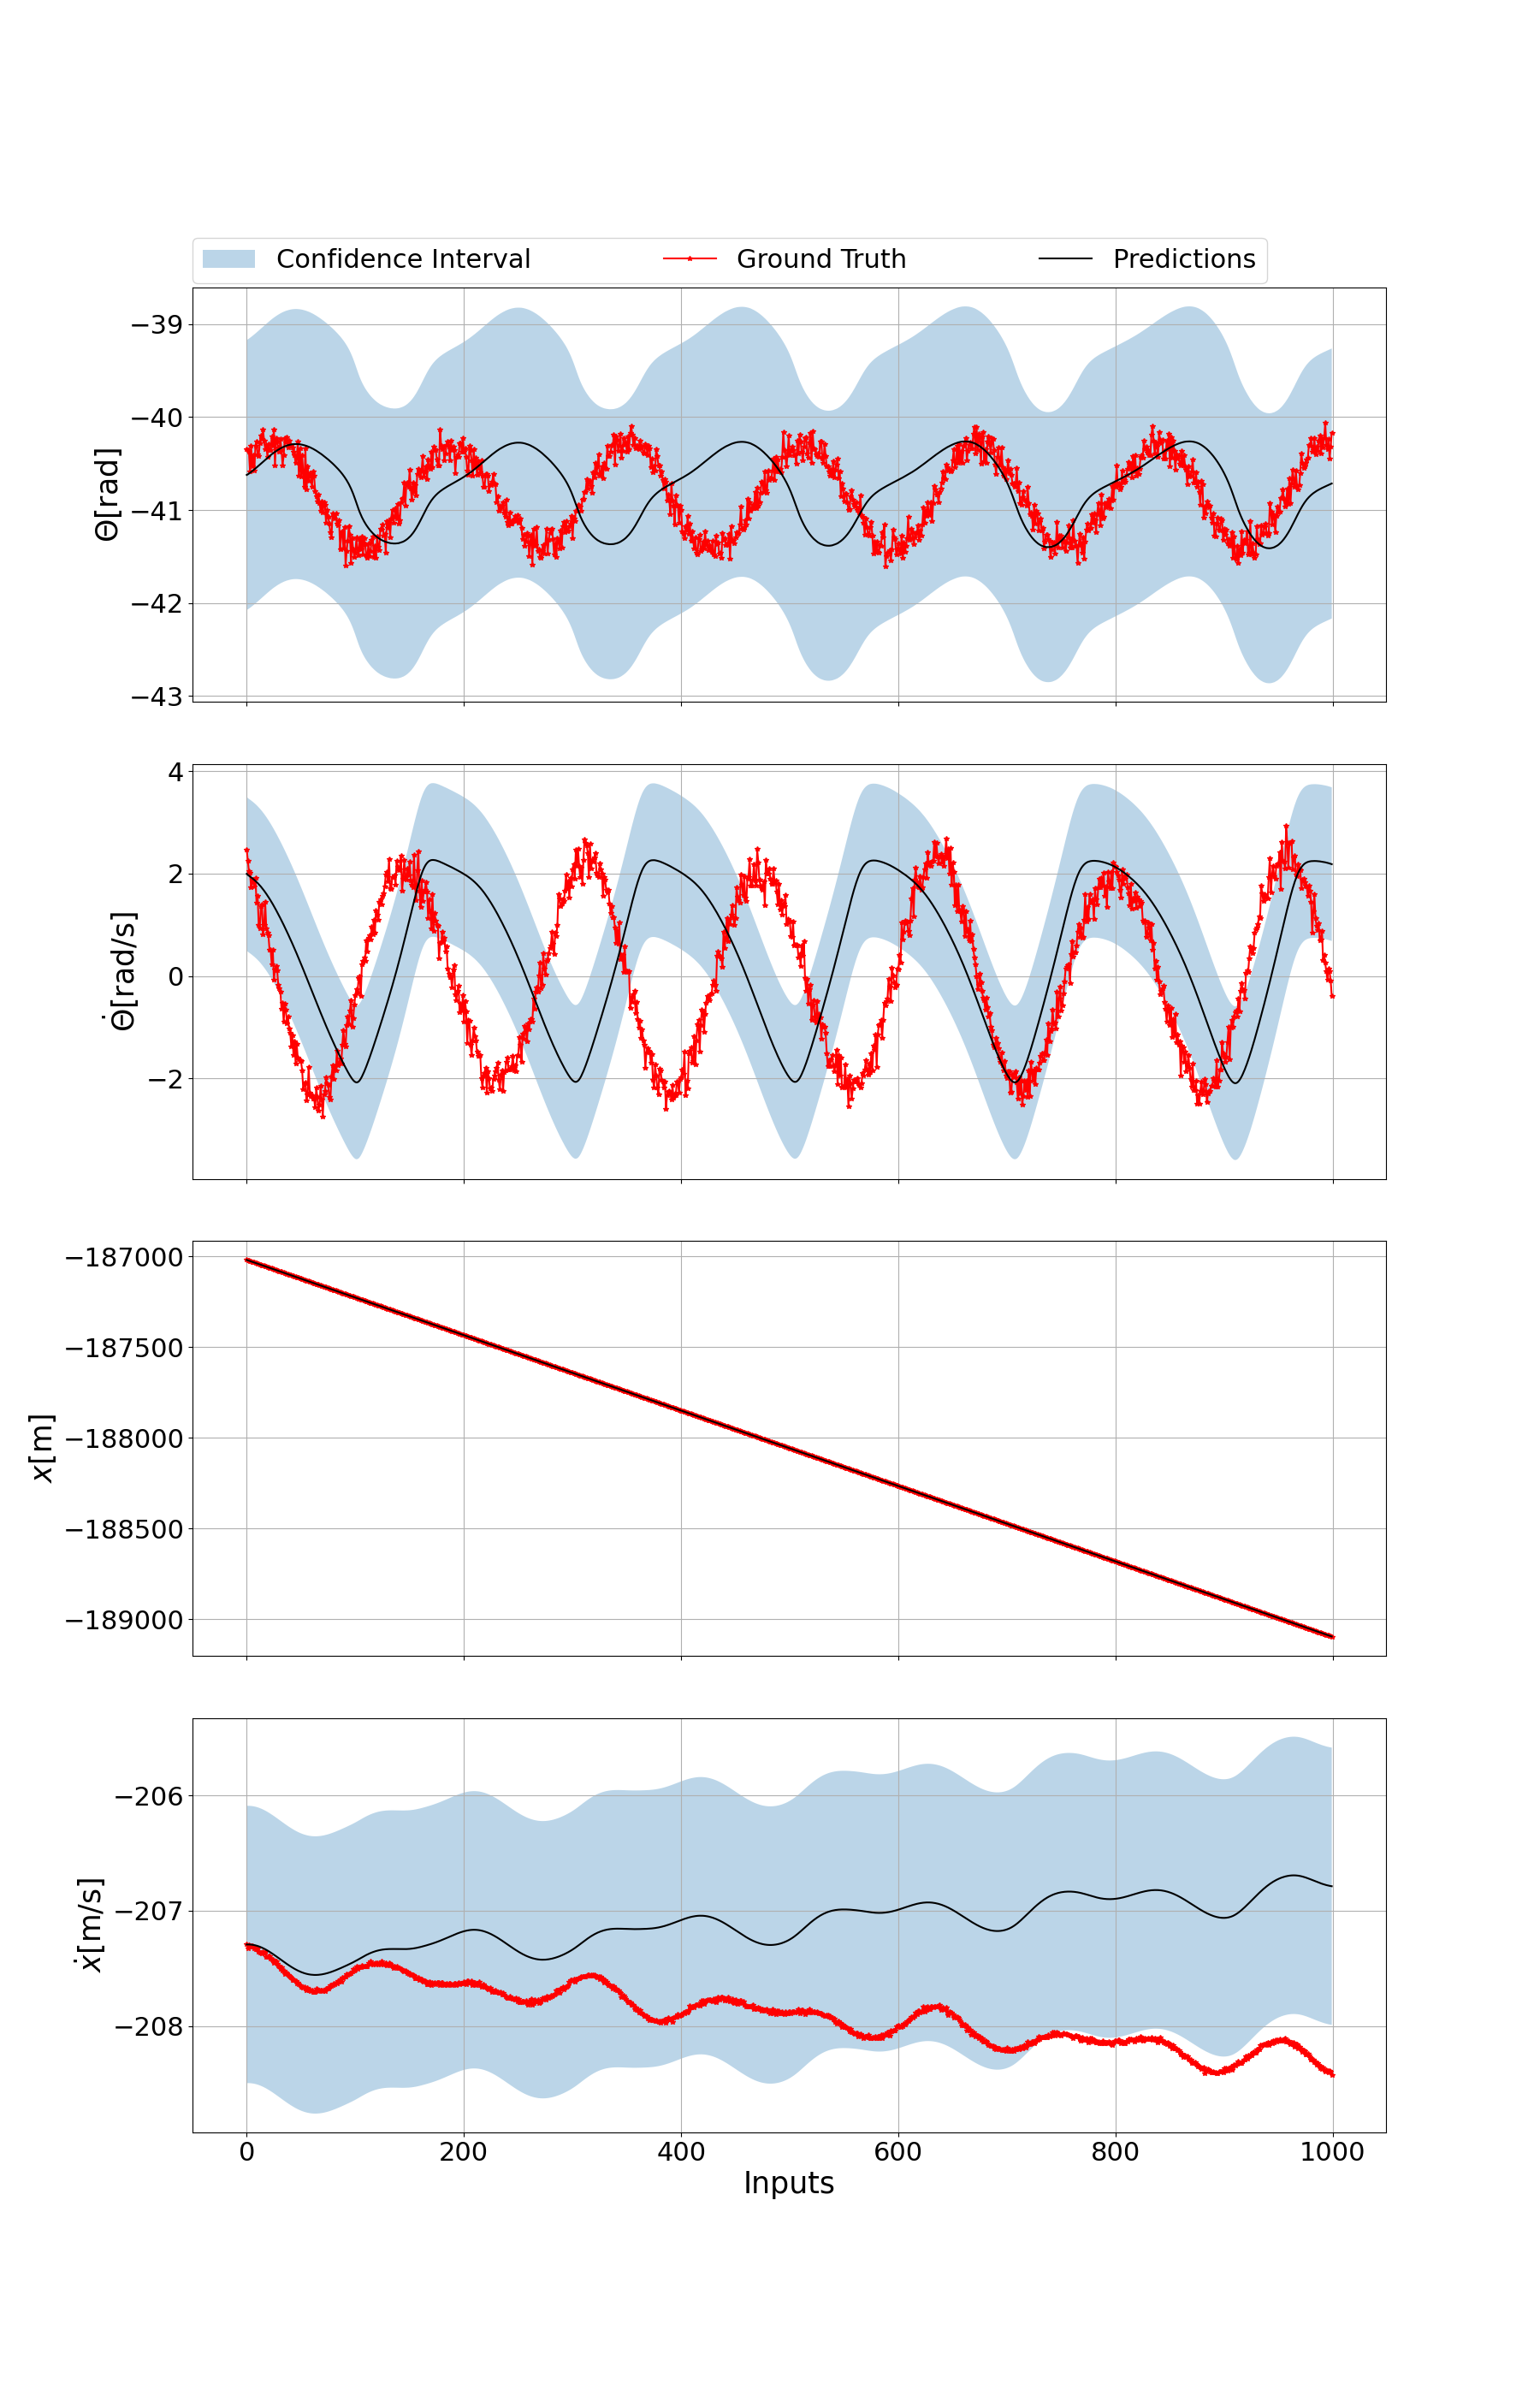 Confidence Interval Ground Truth Predictions
−39
−40
−41
−42
−43
Θ[rad]
4
2
0
−2
Θ̇[rad/s]
−187000
−187500
−188000
−188500
−189000
x[m]
−206
−207
−208
ẋ[m/s]
0 200 400 600 800 1000
Inputs